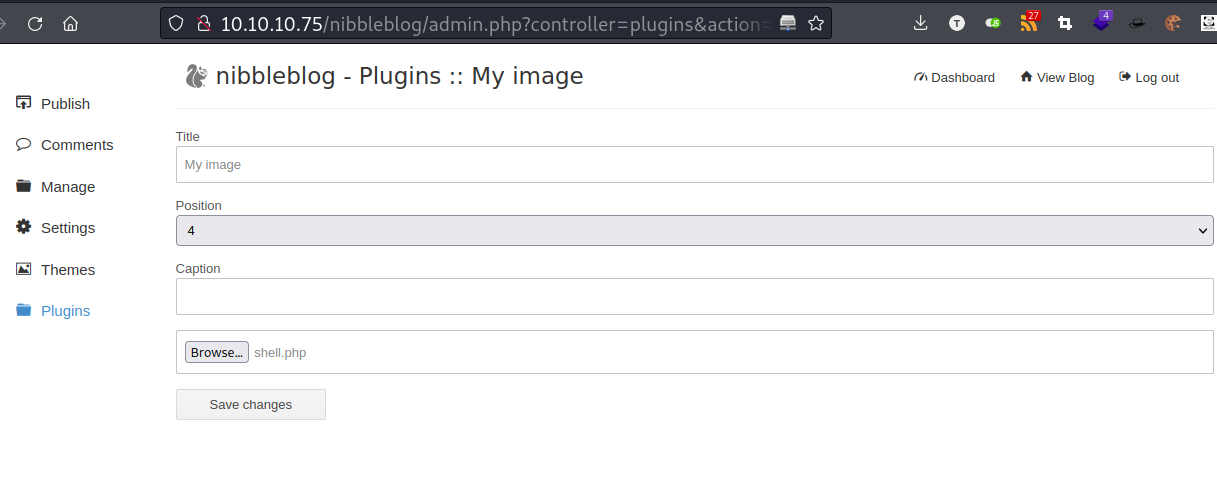 10.10.10.75/nibbleblog/admin.php?controller=plugins&action=
T
JS
27
4
nibbleblog - Plugins :: My image
Dashboard
View Blog
Log out
Publish
Comments
Manage
Settings
Themes
Plugins
Title
My image
Position
4
Caption
Browse...
shell.php
Save changes